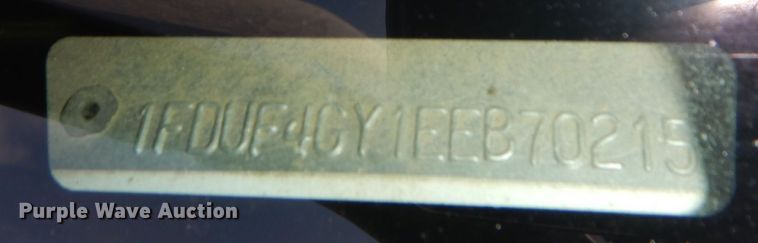 1FDUF4GY1EEB70215
Purple Wave Auction